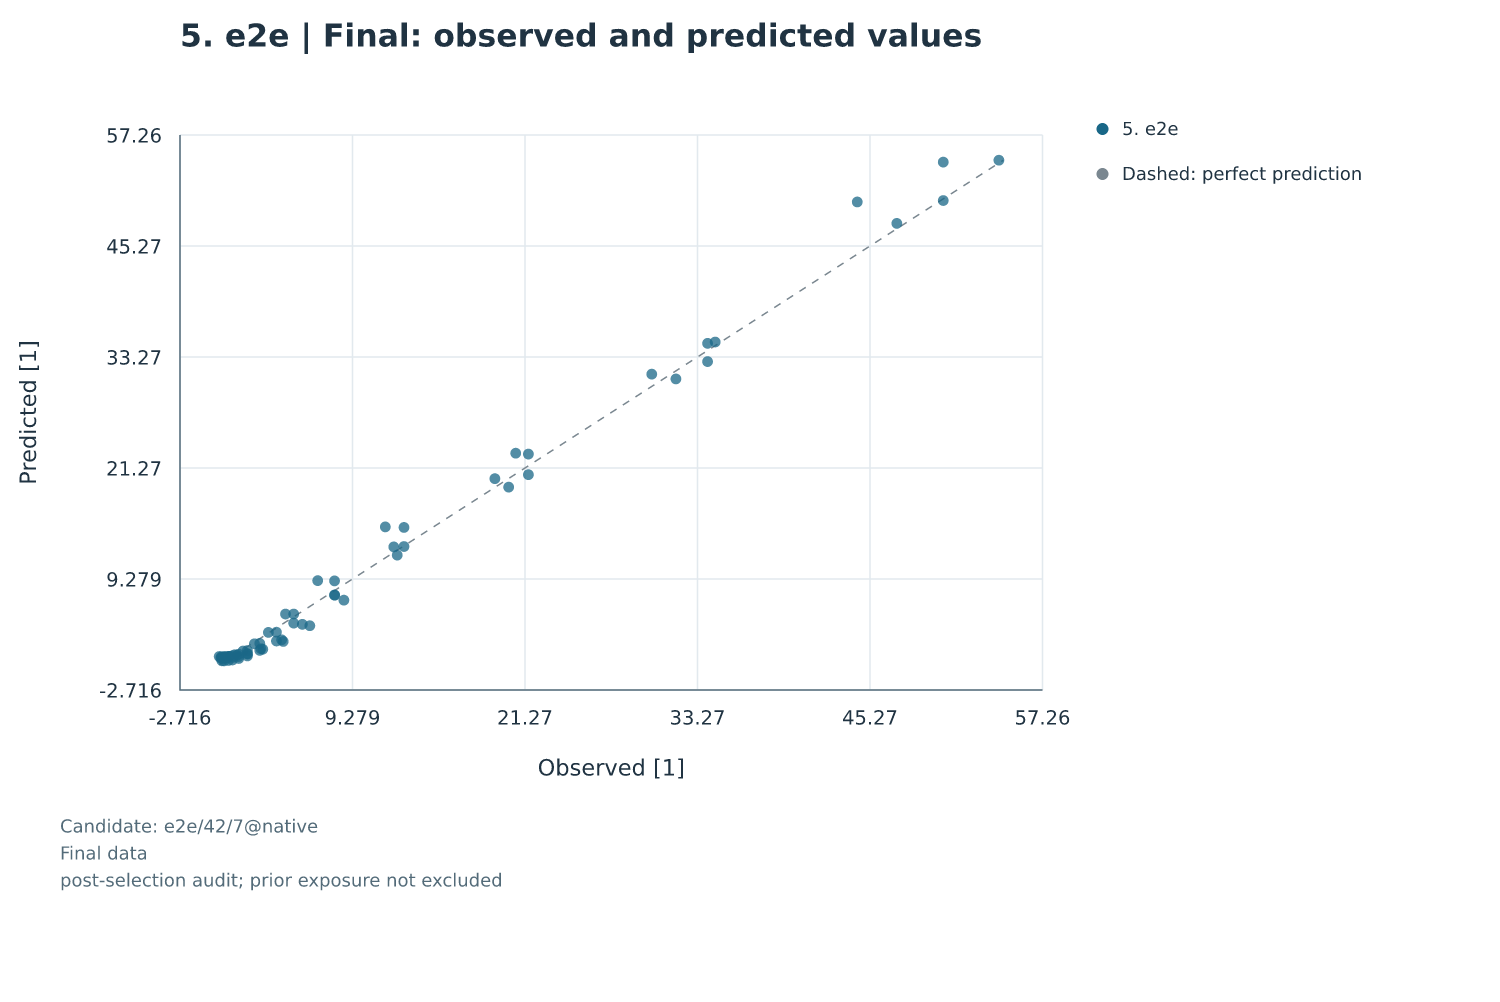 5. e2e | Final: observed and predicted values
5. e2e
Dashed: perfect prediction
57.26
45.27
33.27
21.27
9.279
-2.716
Predicted [1]
-2.716 9.279 21.27 33.27 45.27 57.26
Observed [1]
Candidate: e2e/42/7@native
Final data
post-selection audit; prior exposure not excluded